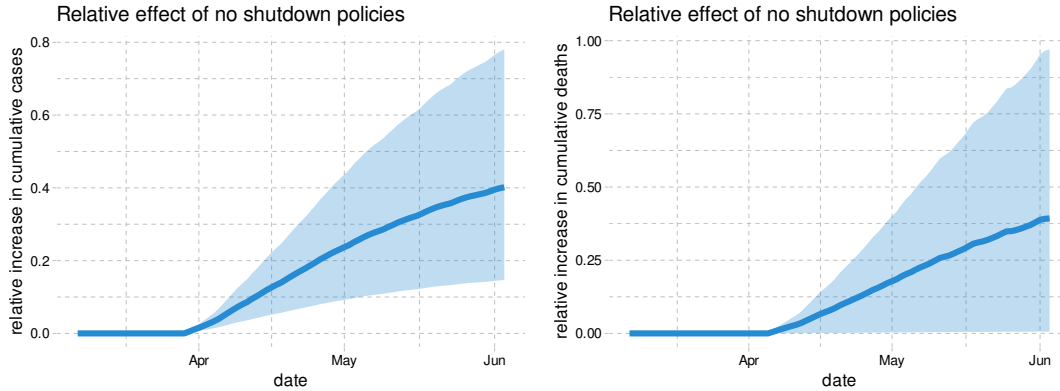 Relative effect of no shutdown policies
relative increase in cumulative cases
0.8
0.6
0.4
0.2
0.0
Apr
May
Jun
date
Relative effect of no shutdown policies
relative increase in cumulative deaths
1.00
0.75
0.50
0.25
0.00
Apr
May
Jun
date